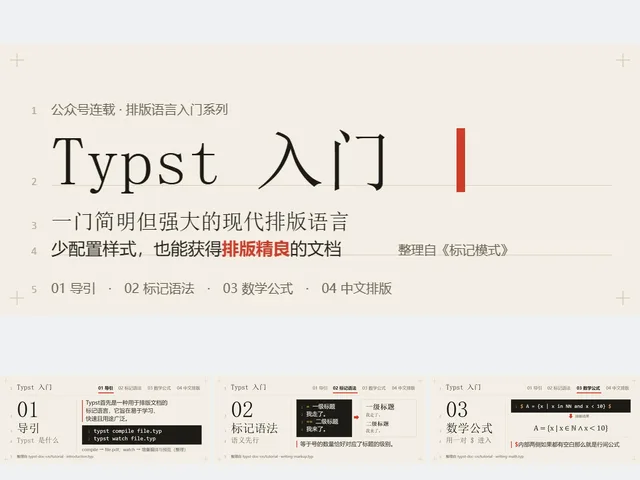 1 公众号连载 · 排版语言入门系列
2 Typst 入门
3 一门简明但强大的现代排版语言
4 少配置样式，也能获得排版精良的文档 整理自《标记模式》
5 01 导引 · 02 标记语法 · 03 数学公式 · 04 中文排版
Typst 入门 01 导引 02 标记语法 03 数学公式 04 中文排版
01
导引
Typst 是什么
Typst首先是一种用于排版文档的
标记语言，它旨在易于学习、
快速且用途广泛。
typst compile file.typ
typst watch file.typ
Typst 入门 01 导引 02 标记语法 03 数学公式 04 中文排版
02
标记语法
语义先行
= 一级标题
我走了。
== 二级标题
我来了。
一级标题
我走了。
二级标题
我来了。
等于号的数量恰好对应了标题的级别。
Typst 入门 01 导引 02 标记语法 03 数学公式 04 中文排版
03
数学公式
用一对 $ 进入
$ A = {x | x in NN and x < 10} $
A = {x | x ∈ ℕ ∧ x < 10}
$内部两侧如果都有空白那么就是行间公式